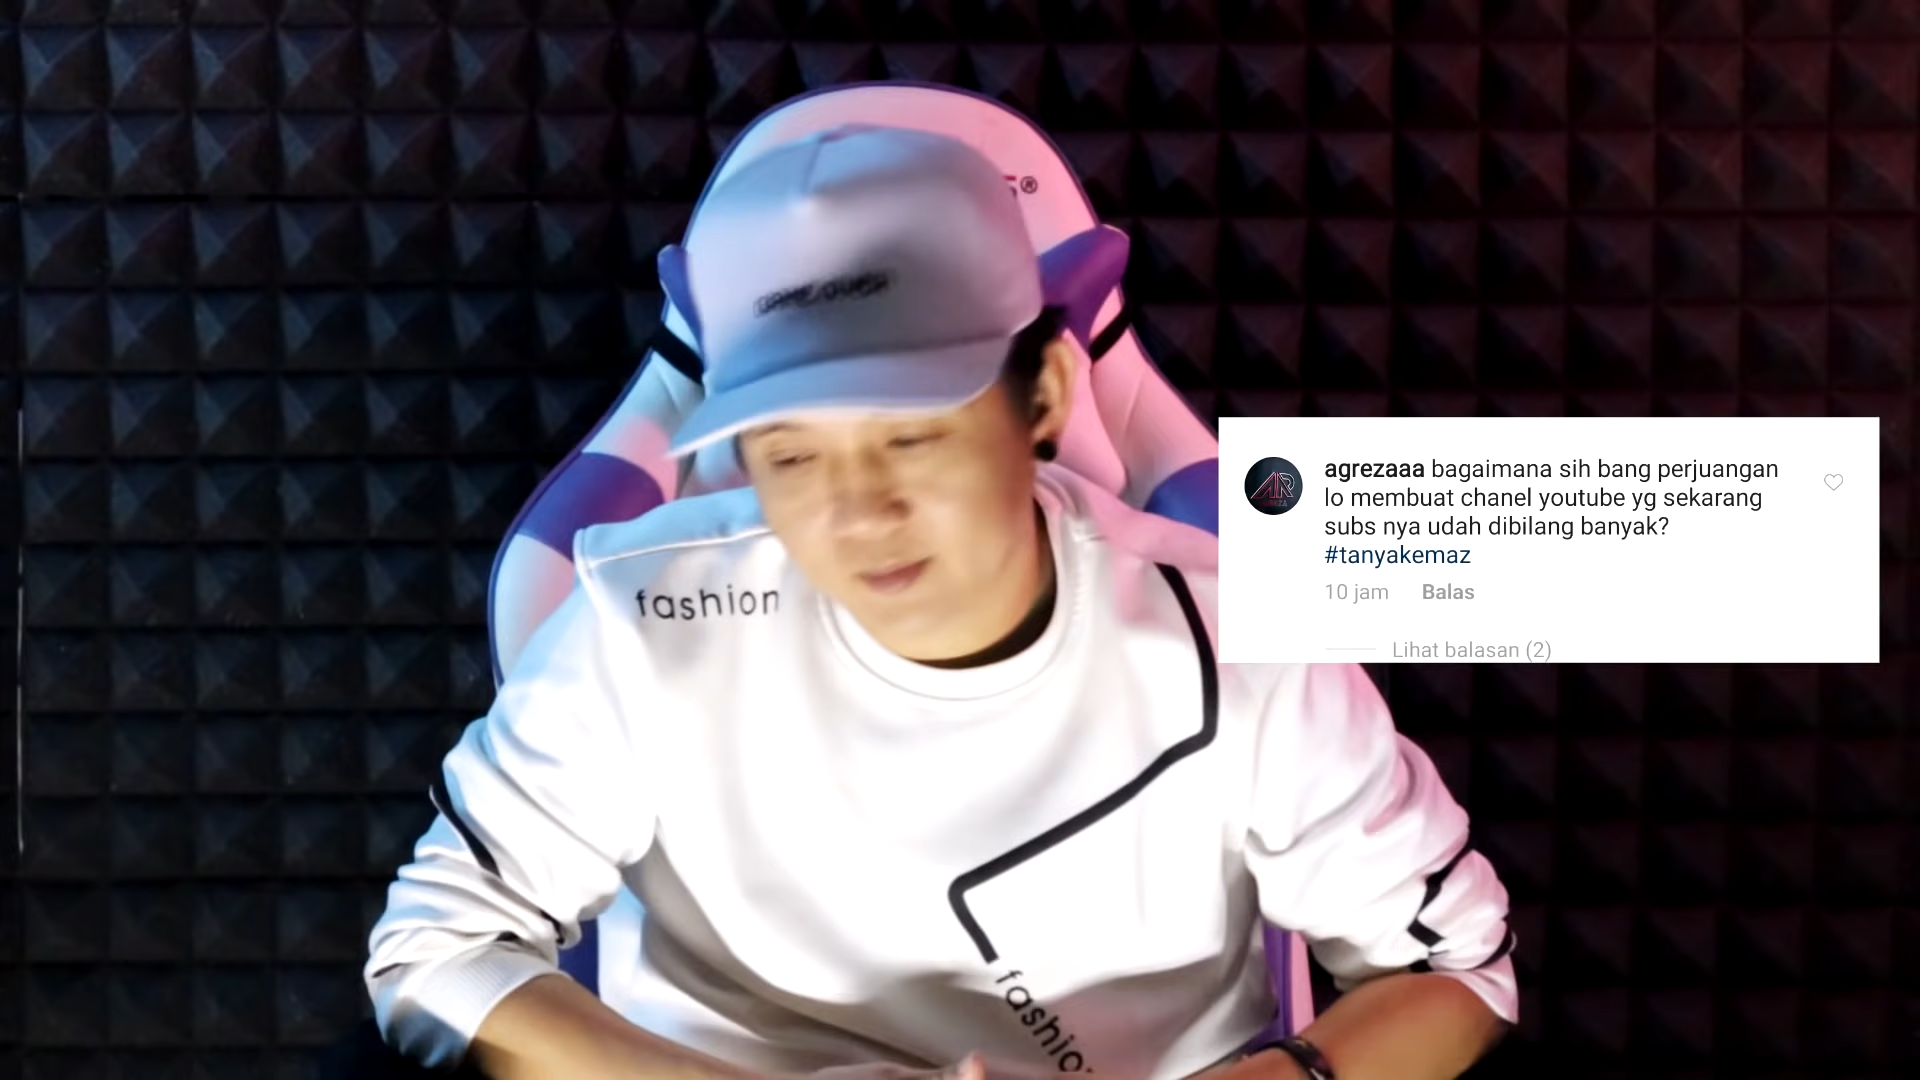 S®
fashion
agrezaaa bagaimana sih bang perjuangan
lo membuat chanel youtube yg sekarang
subs nya udah dibilang banyak?
#tanyakemaz
10 jam Balas
Lihat balasan (2)
fashion